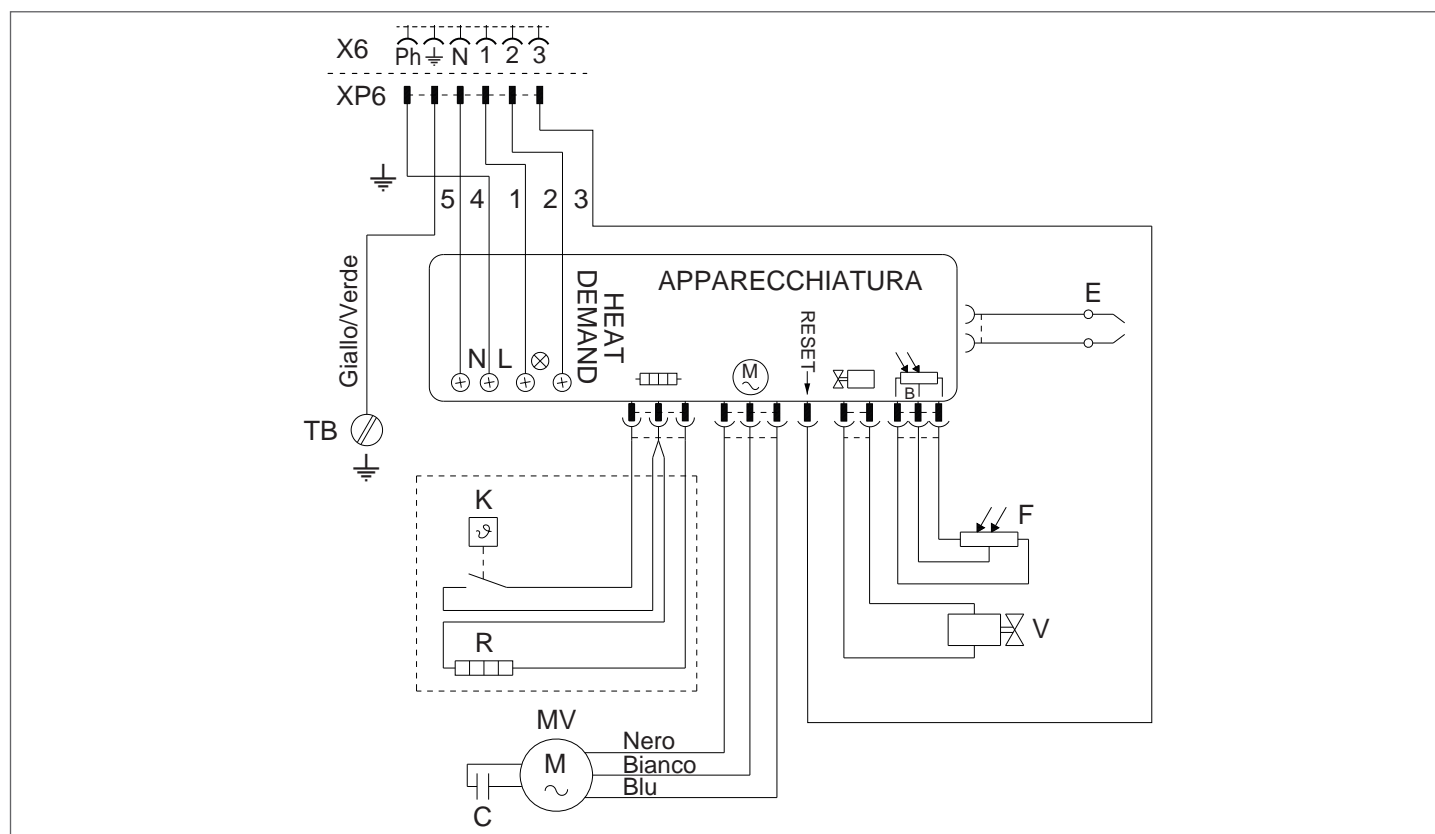 X6
Ph N 1 2 3
XP6
5 4 1 2 3
Giallo/Verde
HEAT
DEMAND
APPARECCHIATURA
RESET
E
N L
M
B
TB
K
ϑ
F
R
V
MV
Nero
M
Bianco
Blu
C